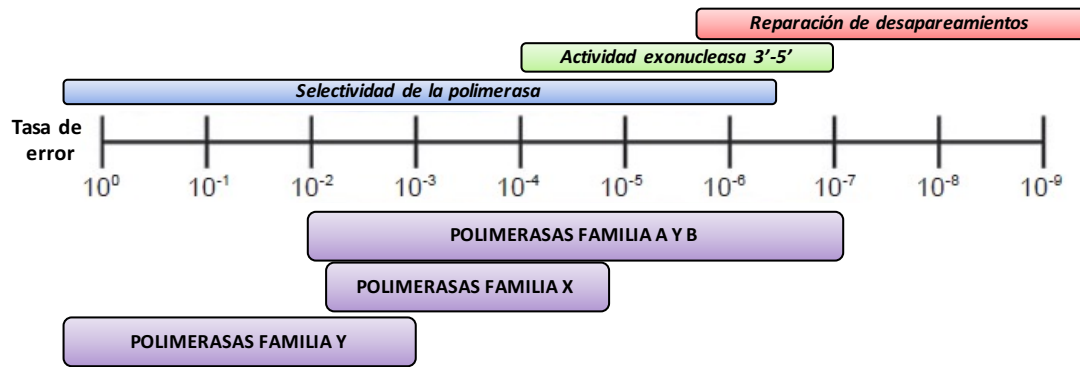 Reparación de desapareamientos
Actividad exonucleasa 3’-5’
Selectividad de la polimerasa
Tasa de
error
10⁰ 10⁻¹ 10⁻² 10⁻³ 10⁻⁴ 10⁻⁵ 10⁻⁶ 10⁻⁷ 10⁻⁸ 10⁻⁹
POLIMERASAS FAMILIA A Y B
POLIMERASAS FAMILIA X
POLIMERASAS FAMILIA Y